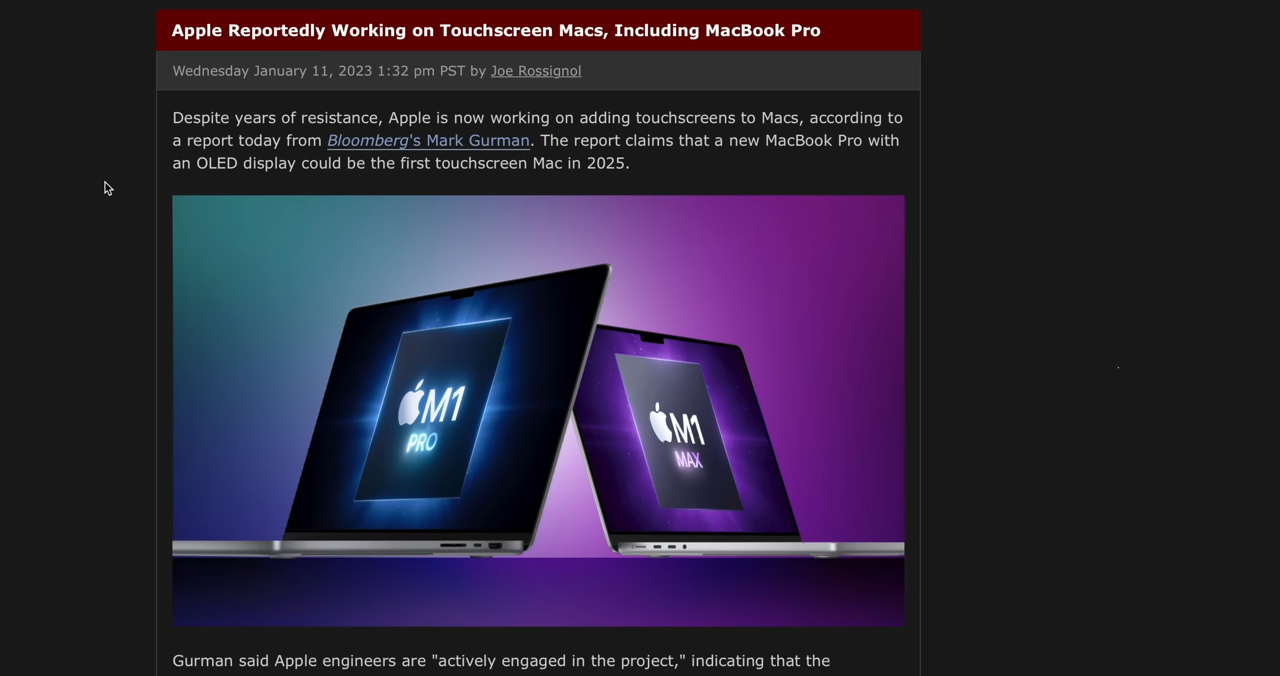 Apple Reportedly Working on Touchscreen Macs, Including MacBook Pro
Wednesday January 11, 2023 1:32 pm PST by Joe Rossignol
Despite years of resistance, Apple is now working on adding touchscreens to Macs, according to
a report today from Bloomberg's Mark Gurman. The report claims that a new MacBook Pro with
an OLED display could be the first touchscreen Mac in 2025.
M1
PRO
M1
MAX
Gurman said Apple engineers are "actively engaged in the project," indicating that the